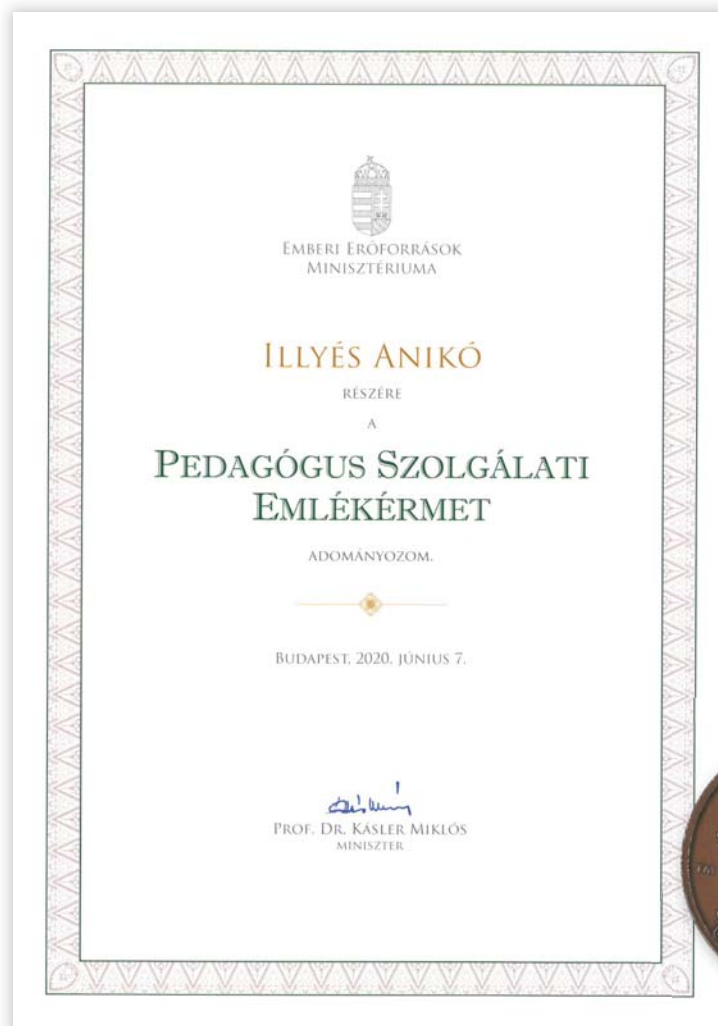 EMBERI ERŐFORRÁSOK
MINISZTÉRIUMA
ILLYÉS ANIKÓ
RÉSZÉRE
A
PEDAGÓGUS SZOLGÁLATI
EMLÉKÉRMET
ADOMÁNYOZOM.
BUDAPEST, 2020. JÚNIUS 7.
PROF. DR. KÁSLER MIKLÓS
MINISZTER